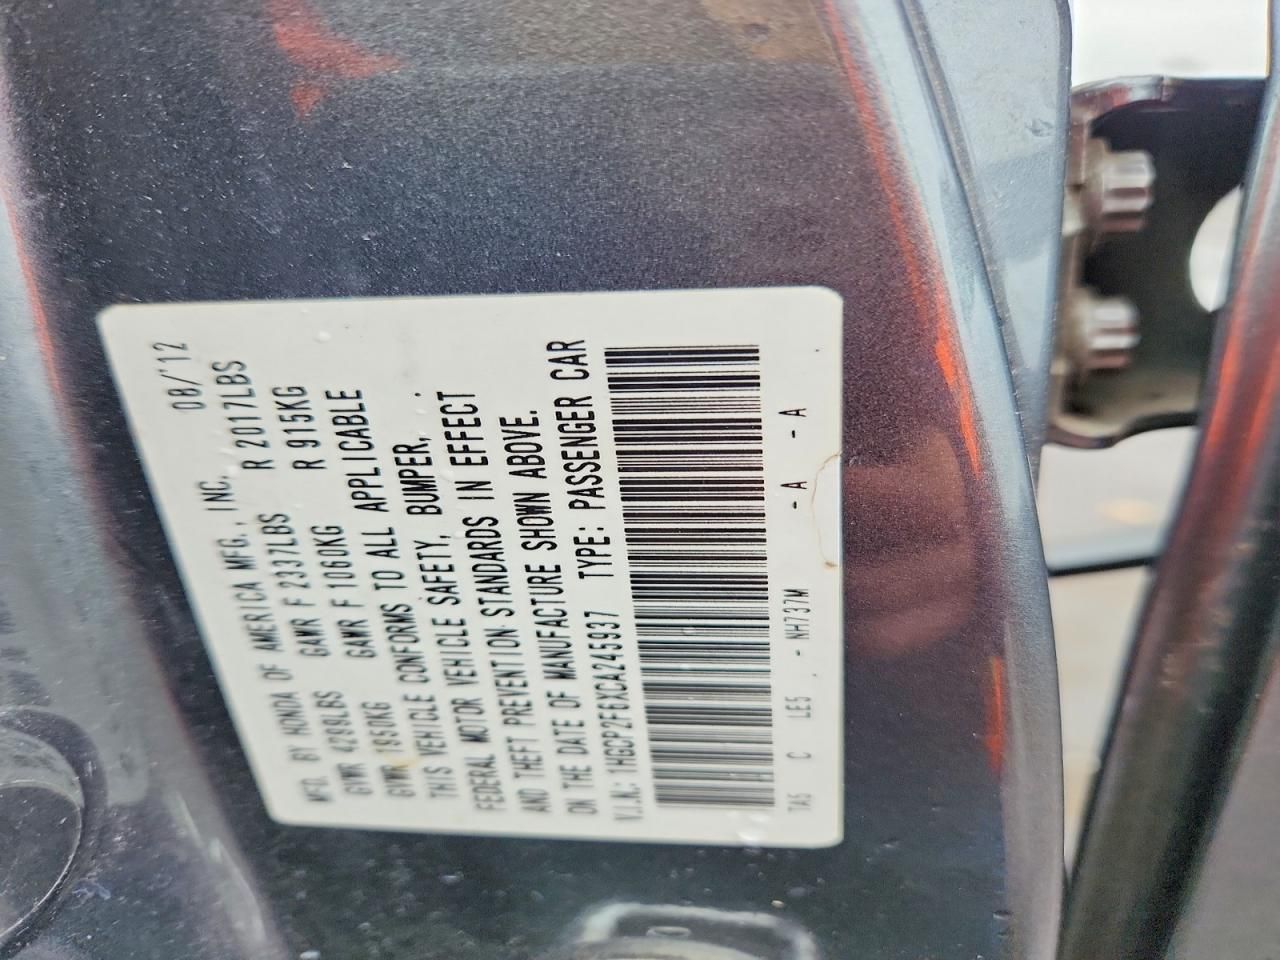 MFD. BY HONDA OF AMERICA MFG., INC. 08/'12
GVWR 4299LBS GAWR F 2337LBS R 2017LBS
GVWR 1950KG GAWR F 1060KG R 915KG
THIS VEHICLE CONFORMS TO ALL APPLICABLE
FEDERAL MOTOR VEHICLE SAFETY, BUMPER,
AND THEFT PREVENTION STANDARDS IN EFFECT
ON THE DATE OF MANUFACTURE SHOWN ABOVE.
V.I.N.: 1HGCP2F6XCA245937 TYPE: PASSENGER CAR
TA5 C LE5 - NH737M - A - A